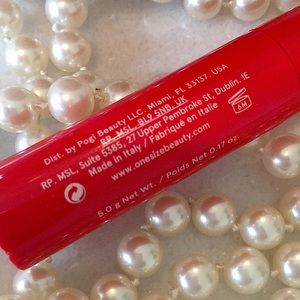 Dist. by Pogi Beauty LLC. Miami, FL 33137, USA
RP. MSL, BL9 5NB, UK
RP. MSL, Suite 5385, 27 Upper Pembroke St. Dublin, IE
Made in Italy / Fabriqué en Italie
www.onesizebeauty.com
5.0 g Net Wt. / Poids Net 0.17 oz.
6M